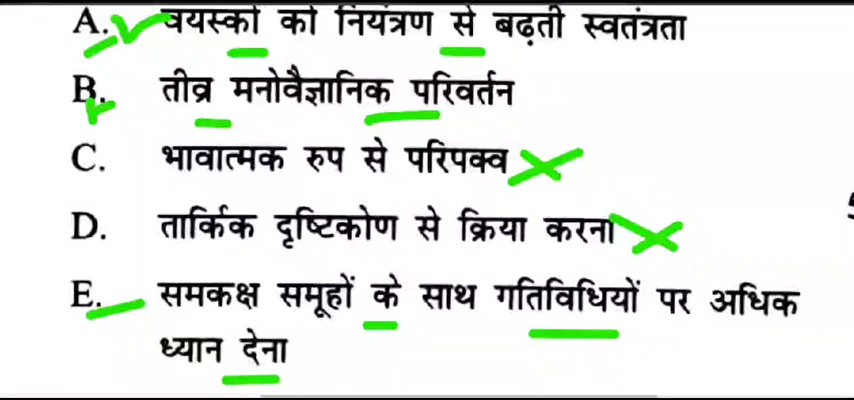 A. वयस्कों को नियंत्रण से बढ़ती स्वतंत्रता
B. तीव्र मनोवैज्ञानिक परिवर्तन
C. भावात्मक रुप से परिपक्व
D. तार्किक दृष्टिकोण से क्रिया करना
E. समकक्ष समूहों के साथ गतिविधियों पर अधिक
ध्यान देना